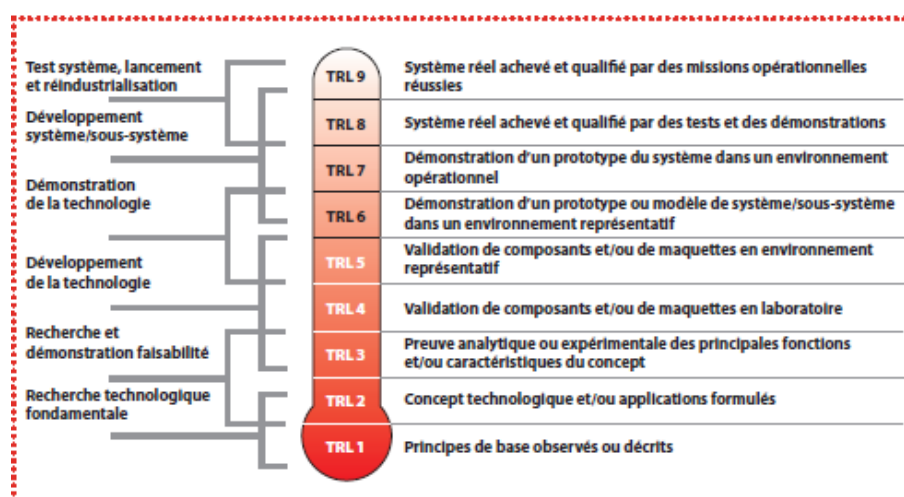 Test système, lancement
et réindustrialisation
Développement
système/sous-système
Démonstration
de la technologie
Développement
de la technologie
Recherche et
démonstration faisabilité
Recherche technologique
fondamentale
TRL 9
Système réel achevé et qualifié par des missions opérationnelles
réussies
TRL 8
Système réel achevé et qualifié par des tests et des démonstrations
TRL 7
Démonstration d'un prototype du système dans un environnement
opérationnel
TRL 6
Démonstration d'un prototype ou modèle de système/sous-système
dans un environnement représentatif
TRL 5
Validation de composants et/ou de maquettes en environnement
représentatif
TRL 4
Validation de composants et/ou de maquettes en laboratoire
TRL 3
Preuve analytique ou expérimentale des principales fonctions
et/ou caractéristiques du concept
TRL 2
Concept technologique et/ou applications formulés
TRL 1
Principes de base observés ou décrits